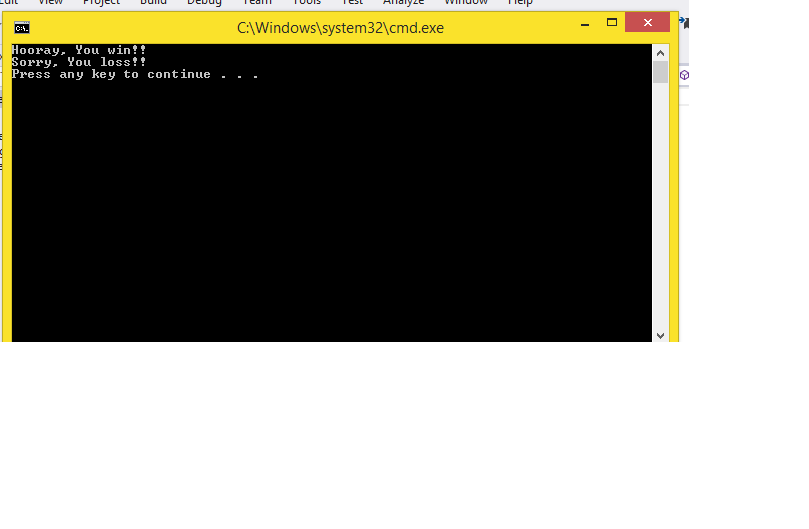 Edit View Project Build Debug Team Tools Test Analyze Window Help
C:\Windows\system32\cmd.exe
Hooray, You win!!
Sorry, You loss!!
Press any key to continue . . .